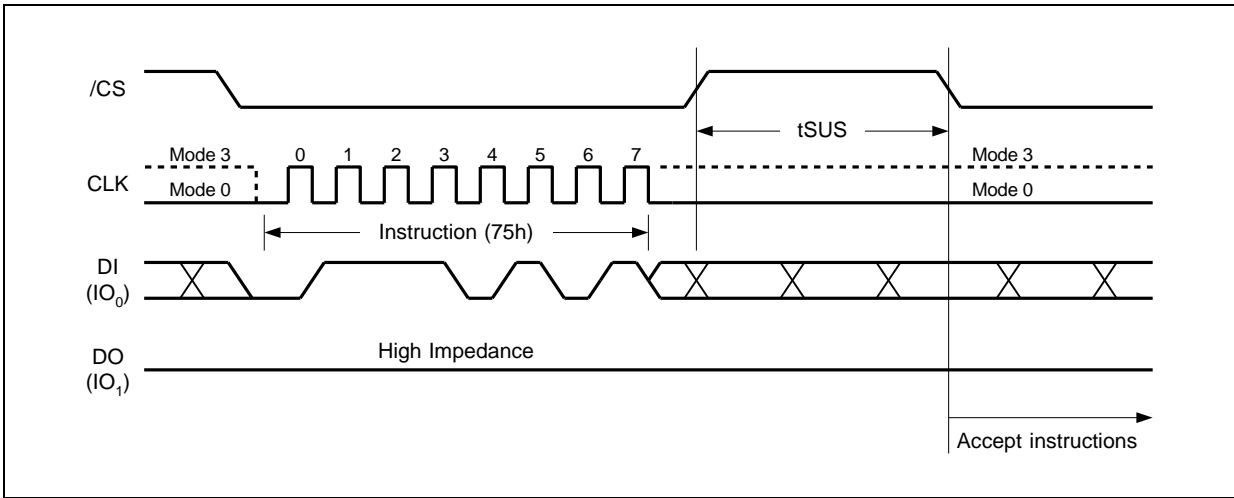 /CS
tSUS
Mode 3 0 1 2 3 4 5 6 7 Mode 3
CLK
Mode 0 Mode 0
Instruction (75h)
DI
(IO0)
High Impedance
DO
(IO1)
Accept instructions